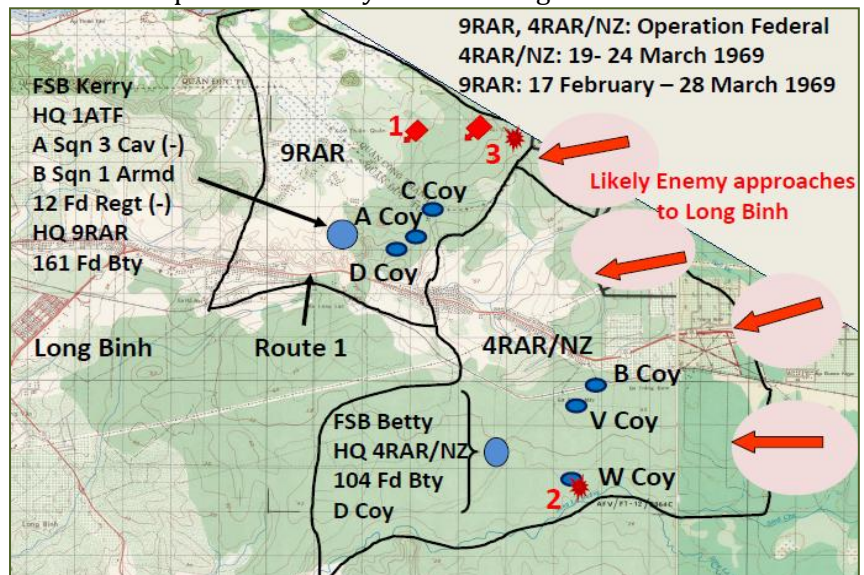 9RAR, 4RAR/NZ: Operation Federal
4RAR/NZ: 19- 24 March 1969
9RAR: 17 February – 28 March 1969
FSB Kerry
HQ 1ATF
A Sqn 3 Cav (-)
B Sqn 1 Armd
12 Fd Regt (-)
HQ 9RAR
161 Fd Bty
1
3
9RAR
C Coy
A Coy
D Coy
Likely Enemy approaches
to Long Binh
Long Binh
Route 1
4RAR/NZ
B Coy
V Coy
FSB Betty
HQ 4RAR/NZ
104 Fd Bty
D Coy
W Coy
2
Long Binh